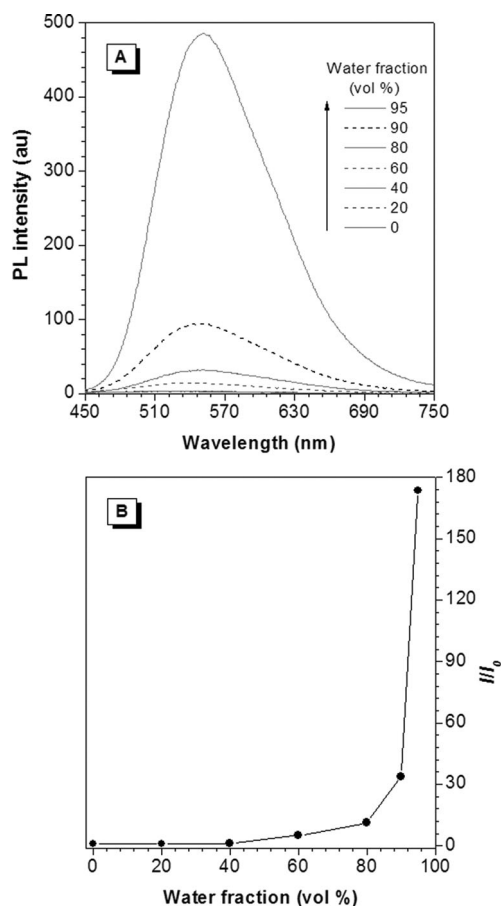 A
PL intensity (au)
500
400
300
200
100
0
Water fraction
(vol %)
95
90
80
60
40
20
0
450 510 570 630 690 750
Wavelength (nm)
B
180
150
120
90
60
30
0
I/I0
0 20 40 60 80 100
Water fraction (vol %)